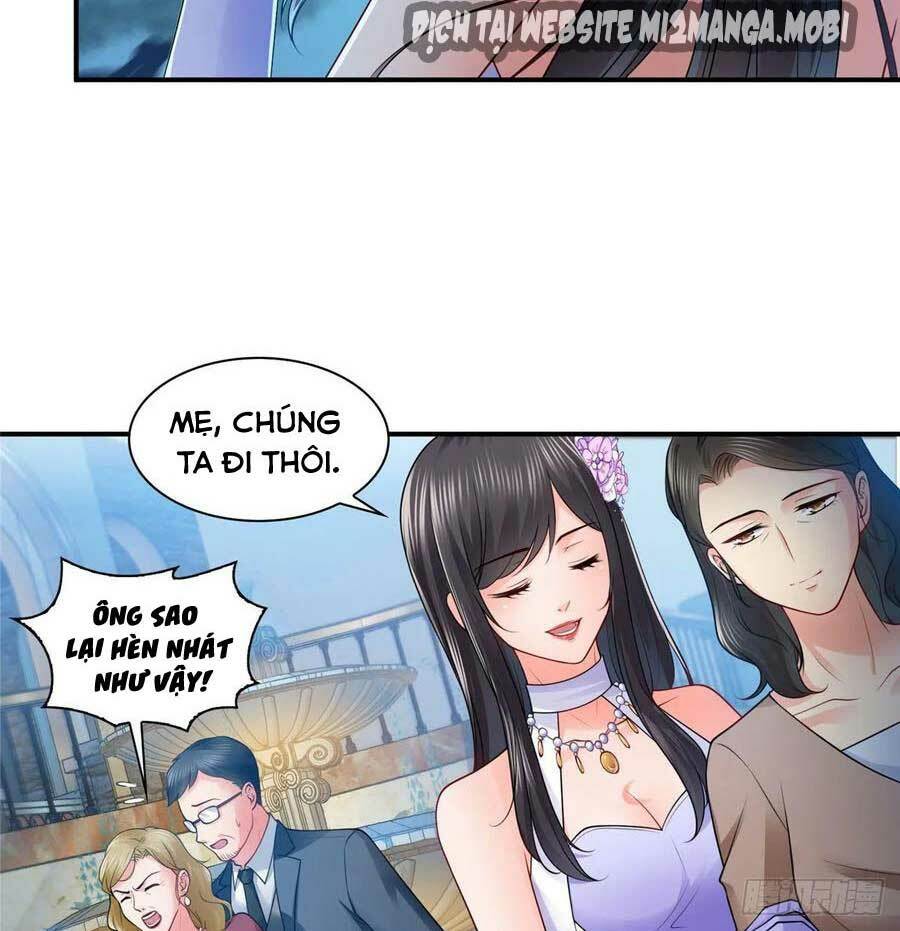 DỊCH TẠI WEBSITE MI2MANGA.MOBI
MẸ, CHÚNG
TA ĐI THÔI.
ÔNG SAO
LẠI HÈN NHÁT
NHƯ VẬY!